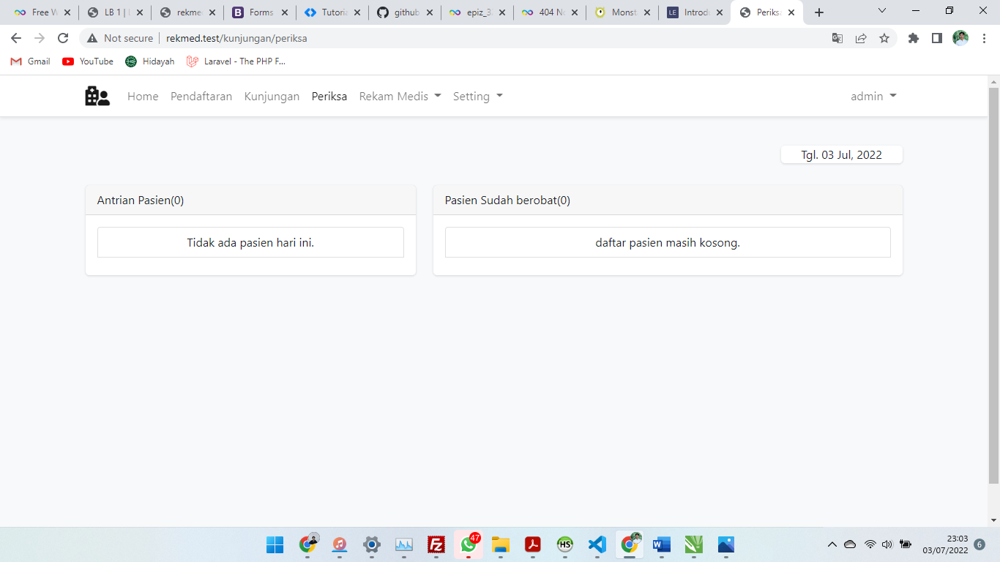 Free W
LB 1 |
rekme
Forms
Tutoria
github
epiz_3
404 No
Monst
Introdu
Periksa
Not secure
rekmed.test/kunjungan/periksa
Gmail
YouTube
Hidayah
Laravel - The PHP F...
Home
Pendaftaran
Kunjungan
Periksa
Rekam Medis
Setting
admin
Tgl. 03 Jul, 2022
Antrian Pasien(0)
Pasien Sudah berobat(0)
Tidak ada pasien hari ini.
daftar pasien masih kosong.
47
23:03
03/07/2022
6